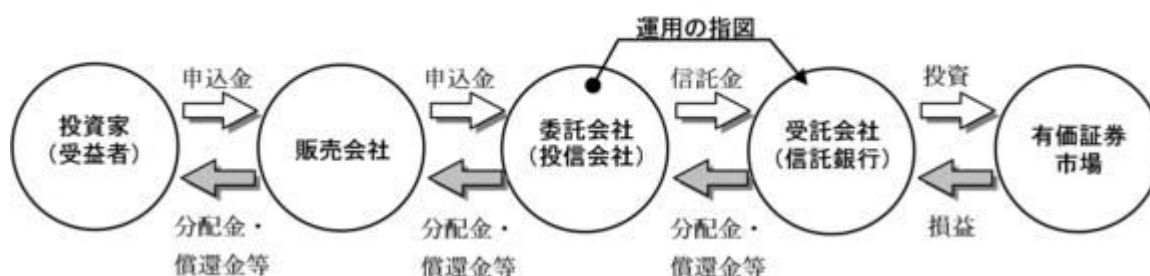 運用の指図
申込金
申込金
信託金
投資
投資家
(受益者)
販売会社
委託会社
(投信会社)
受託会社
(信託銀行)
有価証券
市場
分配金・
償還金等
分配金・
償還金等
分配金・
償還金等
損益